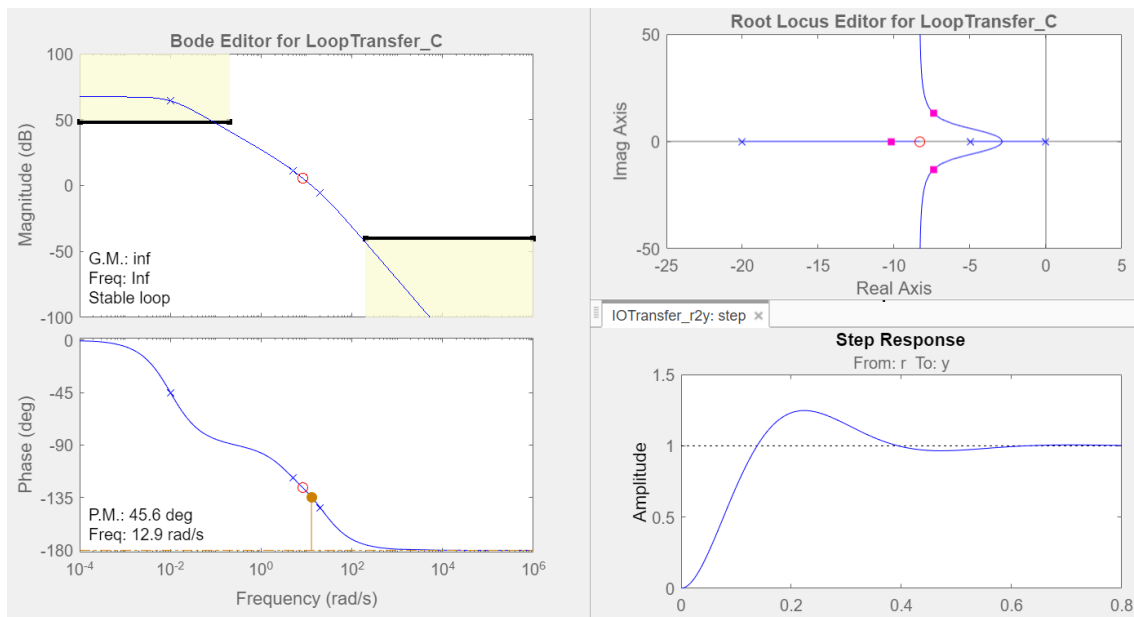 Bode Editor for LoopTransfer_C
100
50
0
-50
-100
Magnitude (dB)
G.M.: inf
Freq: Inf
Stable loop
0
-45
-90
-135
-180
Phase (deg)
P.M.: 45.6 deg
Freq: 12.9 rad/s
10^-4 10^-2 10^0 10^2 10^4 10^6
Frequency (rad/s)
Root Locus Editor for LoopTransfer_C
50
0
-50
Imag Axis
-25 -20 -15 -10 -5 0 5
Real Axis
IOTransfer_r2y: step ×
Step Response
From: r To: y
1.5
1
0.5
0
Amplitude
0 0.2 0.4 0.6 0.8